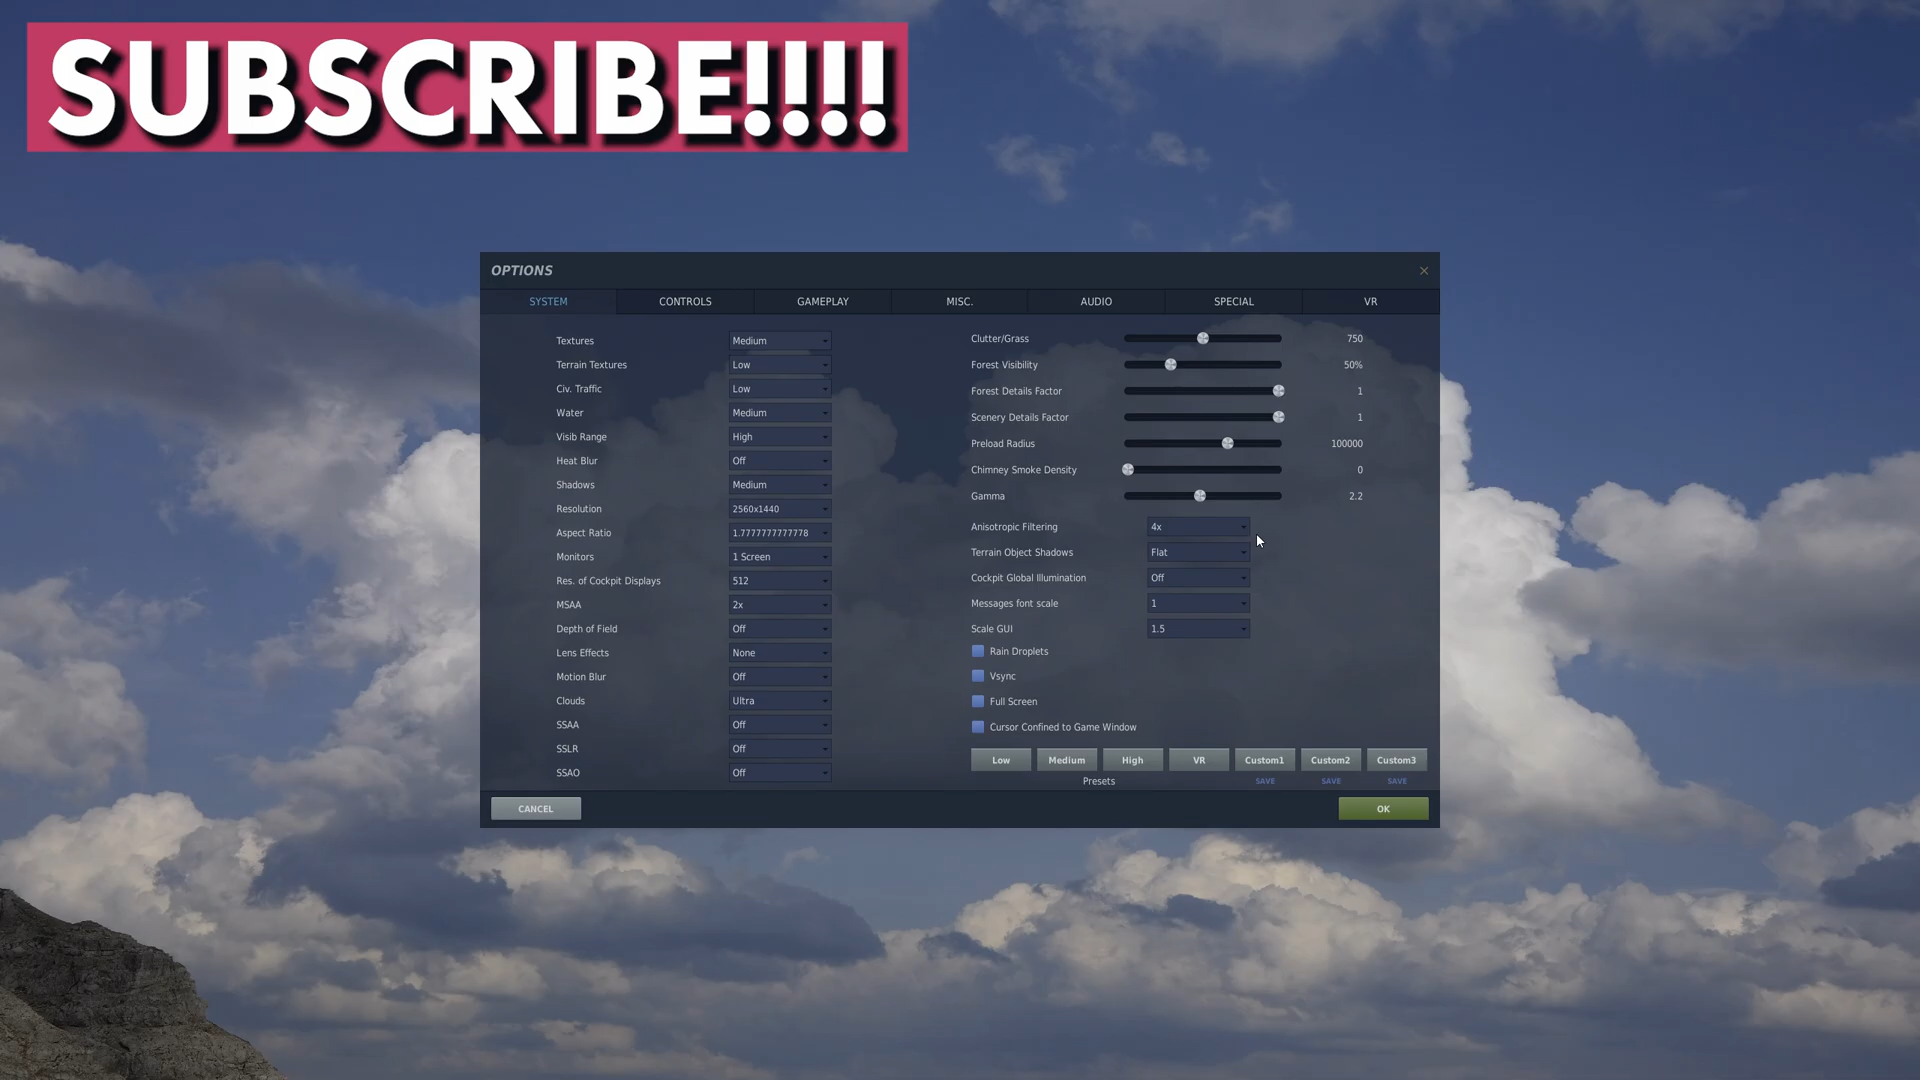 SUBSCRIBE!!!!
OPTIONS
×
SYSTEM CONTROLS GAMEPLAY MISC. AUDIO SPECIAL VR
Textures Medium
Terrain Textures Low
Civ. Traffic Low
Water Medium
Visib Range High
Heat Blur Off
Shadows Medium
Resolution 2560x1440
Aspect Ratio 1.7777777777778
Monitors 1 Screen
Res. of Cockpit Displays 512
MSAA 2x
Depth of Field Off
Lens Effects None
Motion Blur Off
Clouds Ultra
SSAA Off
SSLR Off
SSAO Off
Clutter/Grass 750
Forest Visibility 50%
Forest Details Factor 1
Scenery Details Factor 1
Preload Radius 100000
Chimney Smoke Density 0
Gamma 2.2
Anisotropic Filtering 4x
Terrain Object Shadows Flat
Cockpit Global Illumination Off
Messages font scale 1
Scale GUI 1.5
Rain Droplets
Vsync
Full Screen
Cursor Confined to Game Window
Low Medium High VR Custom1 Custom2 Custom3
Presets SAVE SAVE SAVE
CANCEL OK